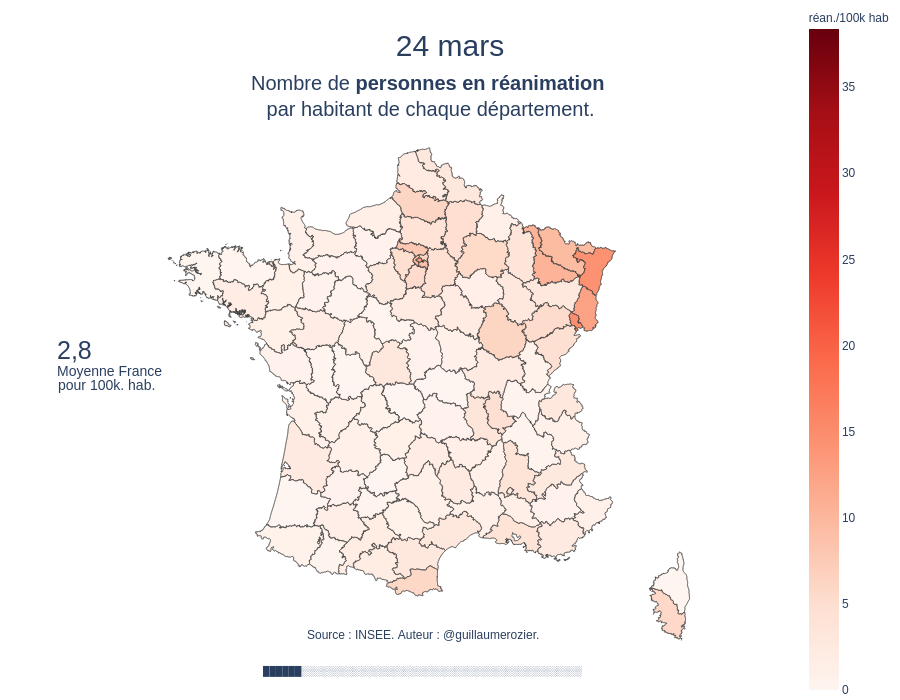 réan./100k hab
24 mars
Nombre de personnes en réanimation
par habitant de chaque département.
35
30
25
20
15
10
5
0
2,8
Moyenne France
pour 100k. hab.
Source : INSEE. Auteur : @guillaumerozier.